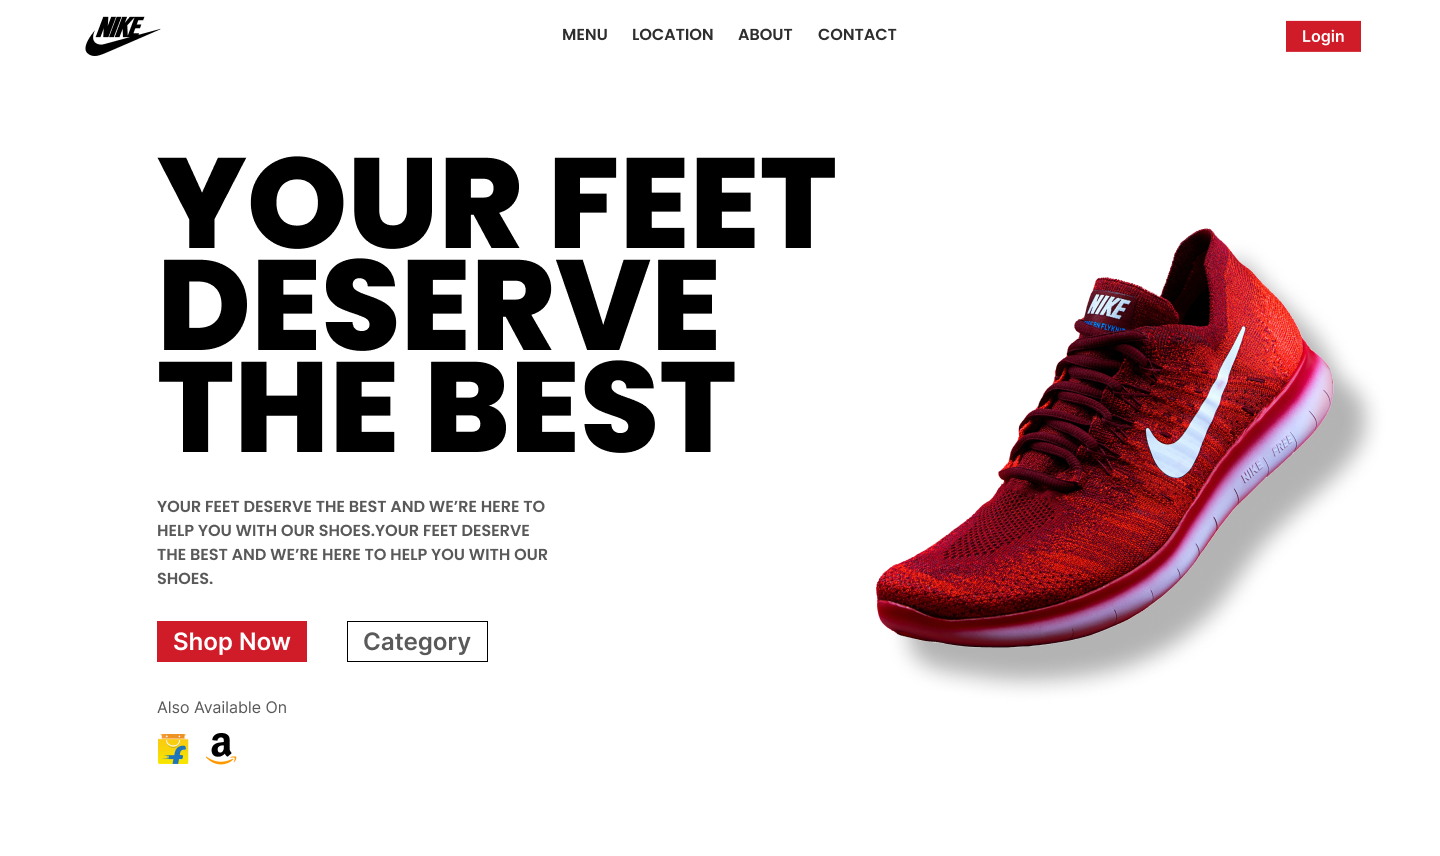 NIKE
MENU LOCATION ABOUT CONTACT
Login
YOUR FEET
DESERVE
THE BEST
NIKE
NIKE FREE
YOUR FEET DESERVE THE BEST AND WE’RE HERE TO
HELP YOU WITH OUR SHOES.YOUR FEET DESERVE
THE BEST AND WE’RE HERE TO HELP YOU WITH OUR
SHOES.
Shop Now Category
Also Available On
f a